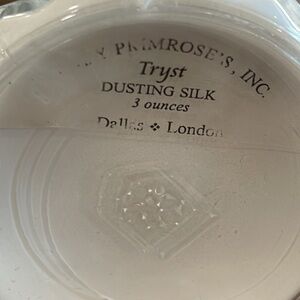 PRIMROSE'S, INC.
Tryst
DUSTING SILK
3 ounces
Dallas ❖ London